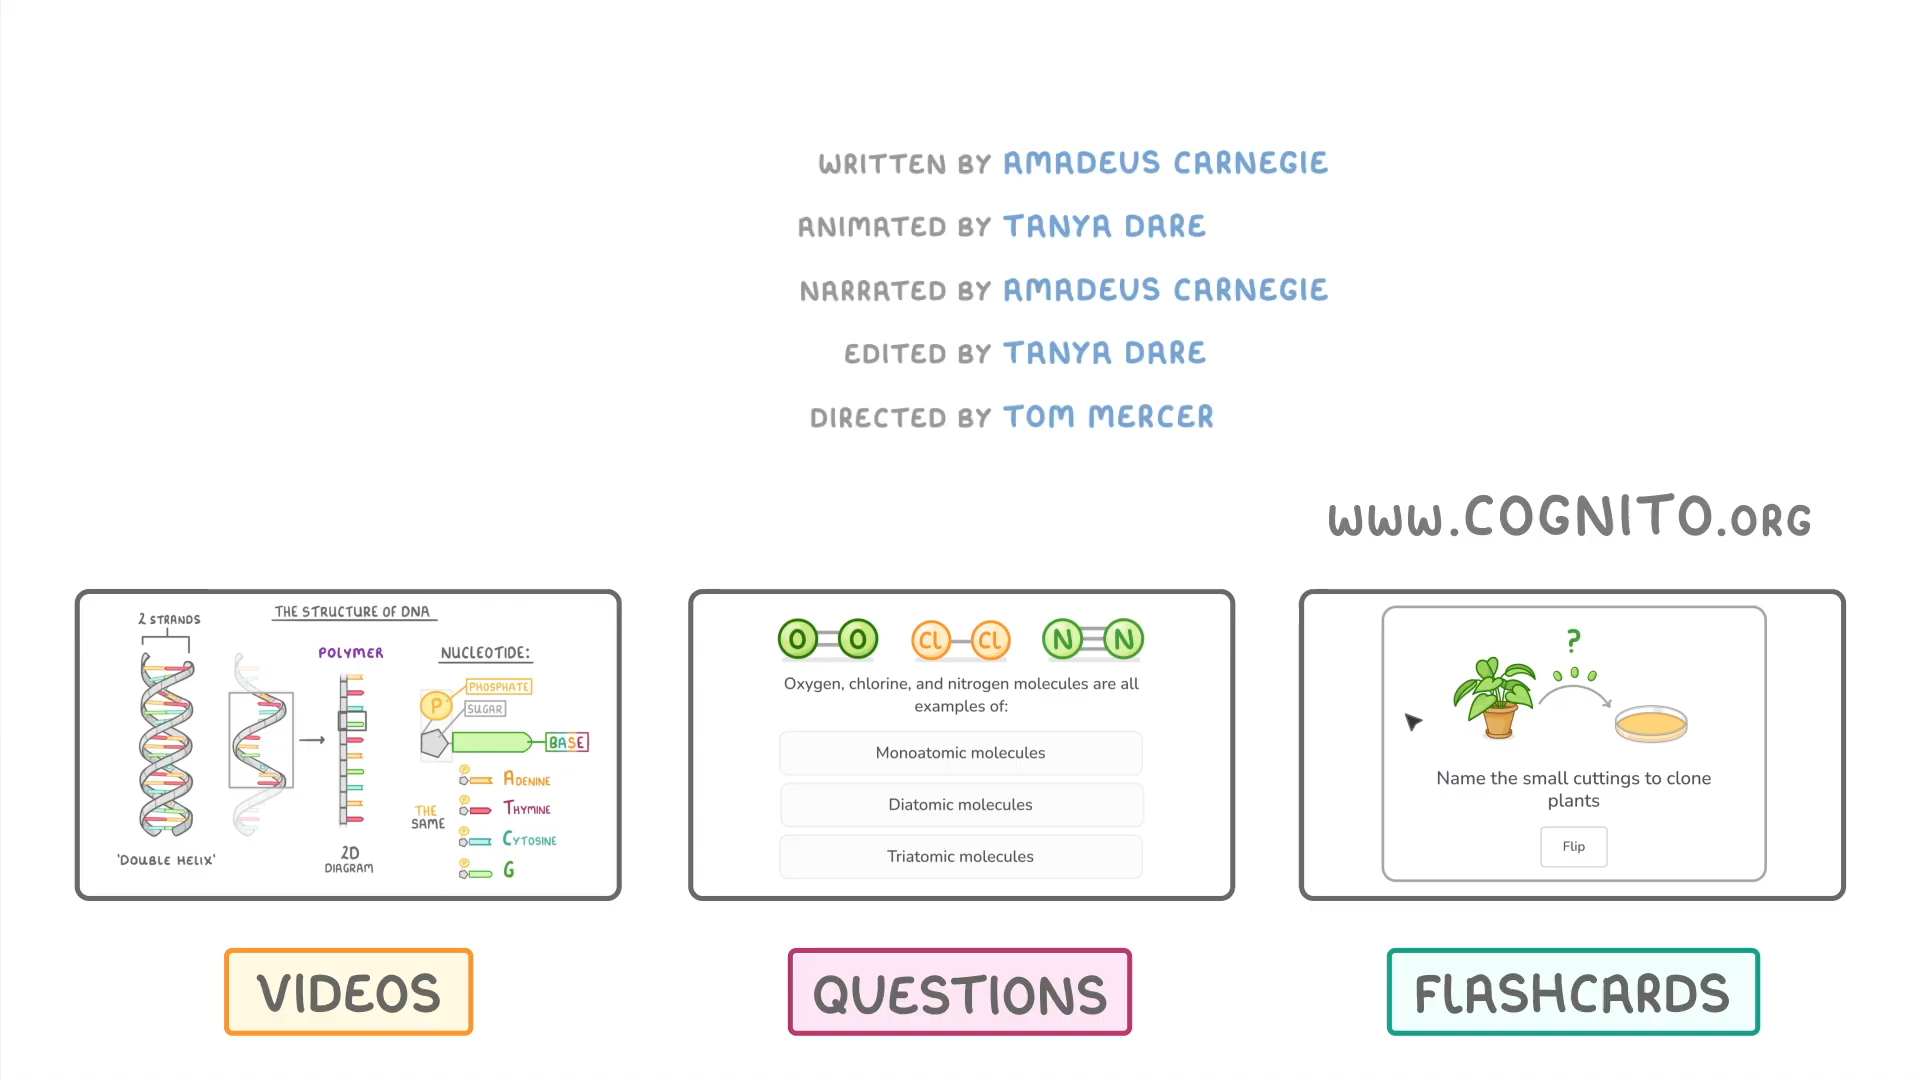 WRITTEN BY AMADEUS CARNEGIE
ANIMATED BY TANYA DARE
NARRATED BY AMADEUS CARNEGIE
EDITED BY TANYA DARE
DIRECTED BY TOM MERCER
www.COGNITO.ORG
THE STRUCTURE OF DNA
2 STRANDS
POLYMER
NUCLEOTIDE:
PHOSPHATE
P
SUGAR
BASE
ADENINE
THE SAME
THYMINE
CYTOSINE
G
'DOUBLE HELIX'
2D
DIAGRAM
O O Cl Cl N N
Oxygen, chlorine, and nitrogen molecules are all
examples of:
Monoatomic molecules
Diatomic molecules
Triatomic molecules
?
Name the small cuttings to clone
plants
Flip
VIDEOS
QUESTIONS
FLASHCARDS